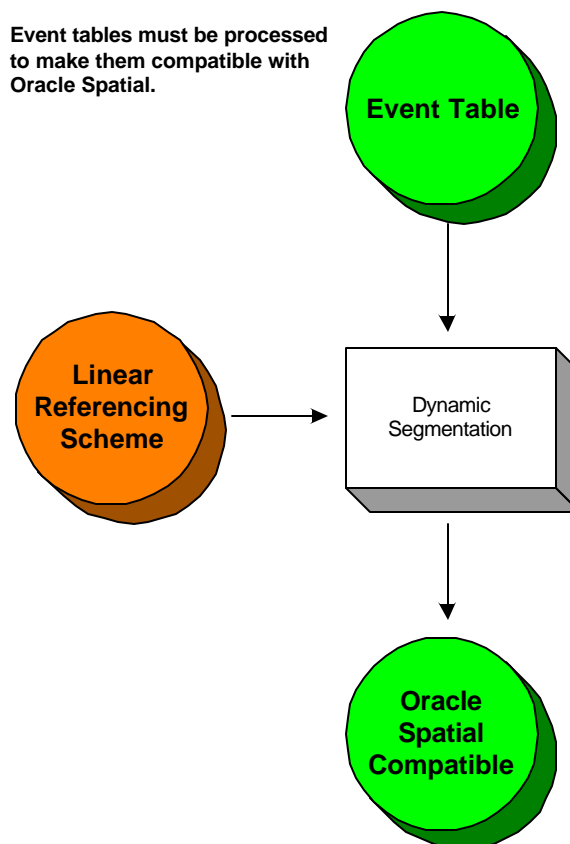 Event tables must be processed
to make them compatible with
Oracle Spatial.
Event Table
Linear
Referencing
Scheme
Dynamic
Segmentation
Oracle
Spatial
Compatible